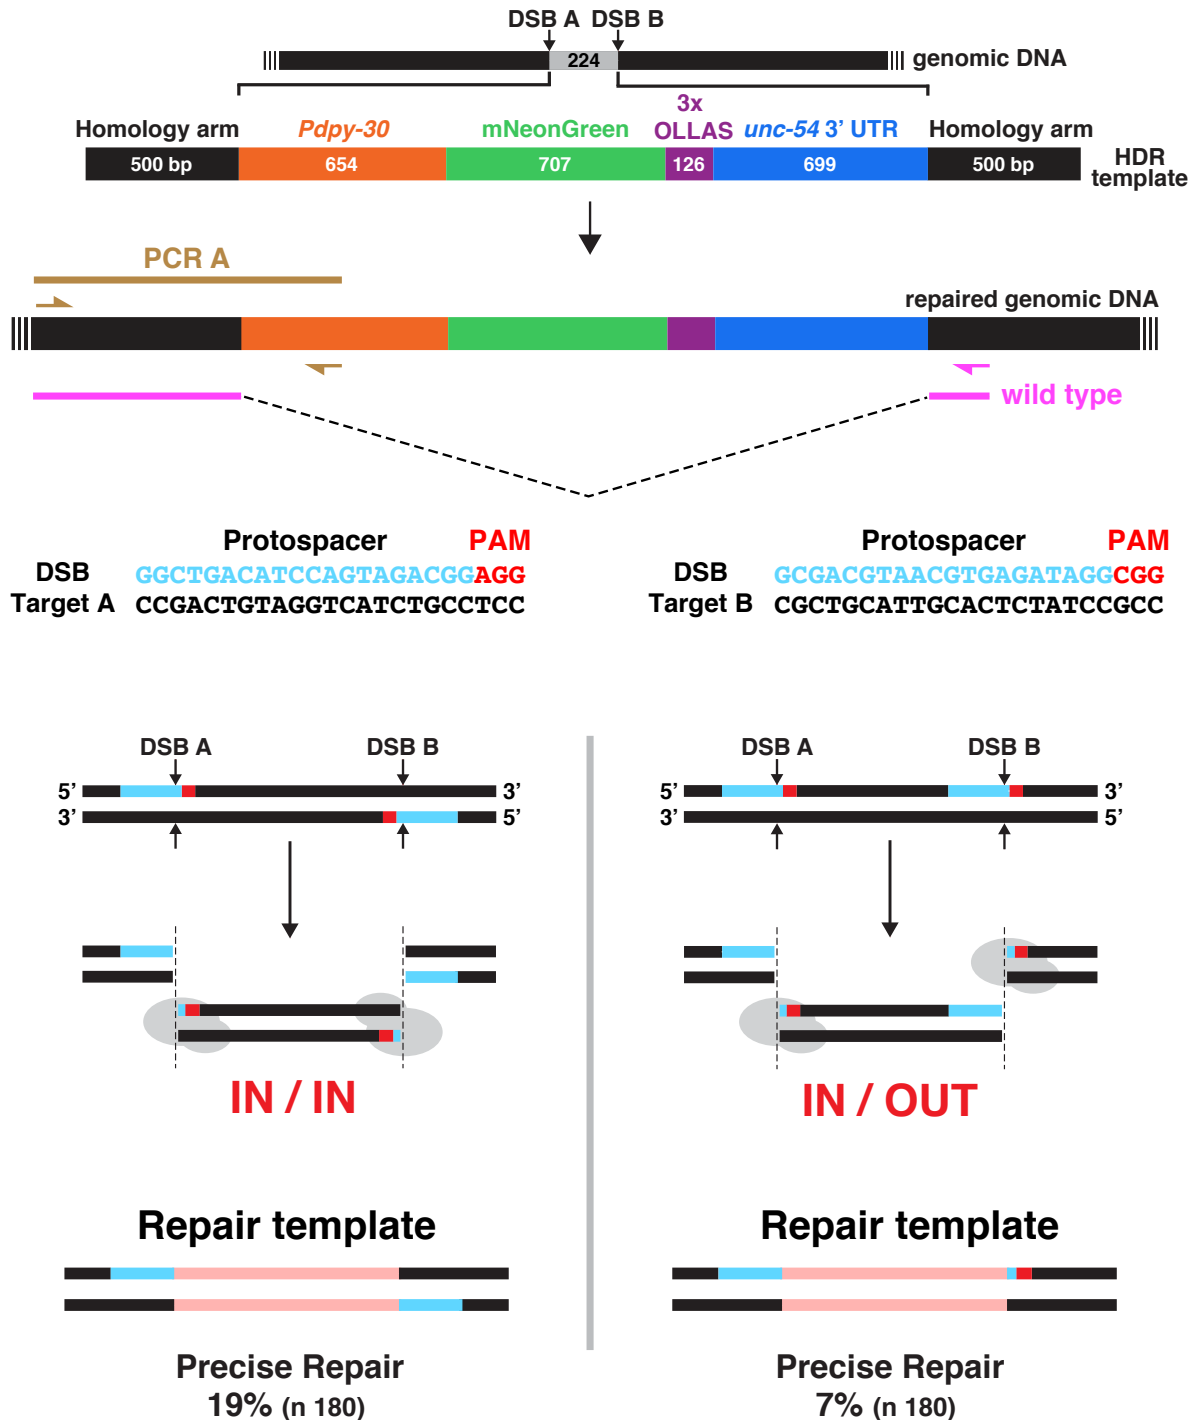 DSB A DSB B
224
genomic DNA
3x
Homology arm Pdpy-30 mNeonGreen OLLAS unc-54 3' UTR Homology arm
500 bp 654 707 126 699 500 bp
HDR
template
PCR A
repaired genomic DNA
wild type
Protospacer PAM
DSB GGCTGACATCCAGTAGACGGAGG
Target A CCGACTGTAGGTCATCTGCCTCC
Protospacer PAM
DSB GCGACGTAACGTGAGATAGGCGG
Target B CGCTGCATTGCACTCTATCCGCC
DSB A DSB B
5' 3'
3' 5'
IN / IN
Repair template
Precise Repair
19% (n 180)
DSB A DSB B
5' 3'
3' 5'
IN / OUT
Repair template
Precise Repair
7% (n 180)